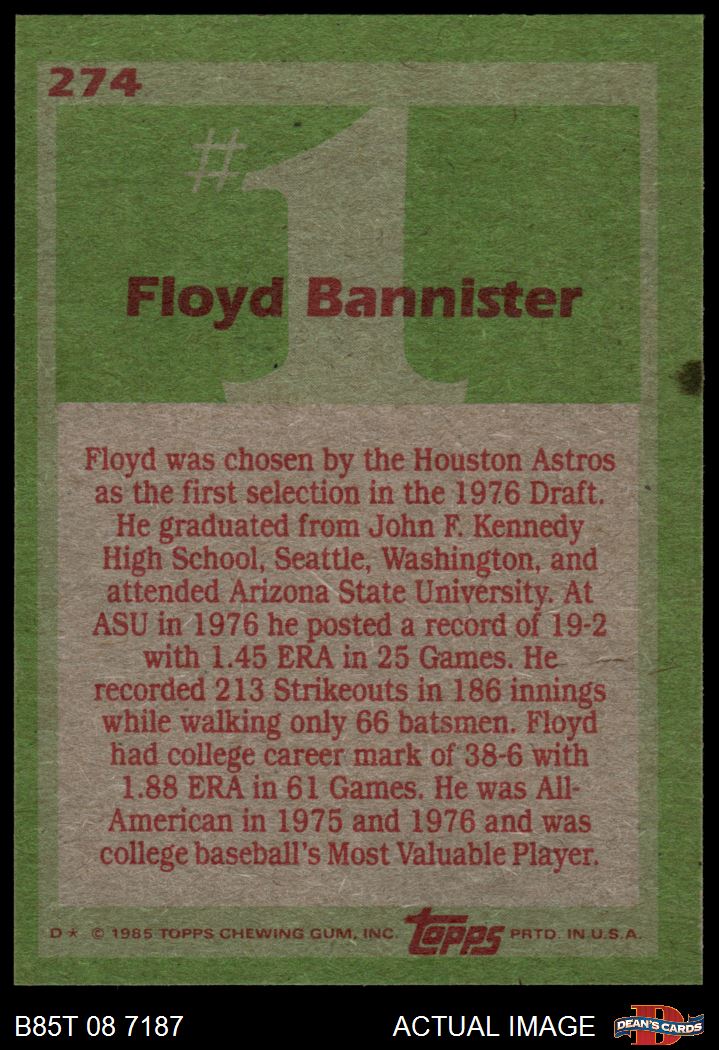 274
#1
Floyd Bannister
Floyd was chosen by the Houston Astros
as the first selection in the 1976 Draft.
He graduated from John F. Kennedy
High School, Seattle, Washington, and
attended Arizona State University. At
ASU in 1976 he posted a record of 19-2
with 1.45 ERA in 25 Games. He
recorded 213 Strikeouts in 186 innings
while walking only 66 batsmen. Floyd
had college career mark of 38-6 with
1.88 ERA in 61 Games. He was All-
American in 1975 and 1976 and was
college baseball's Most Valuable Player.
D* © 1985 TOPPS CHEWING GUM, INC. Topps PRTD. IN U.S.A.
B85T 08 7187 ACTUAL IMAGE D DEAN'S CARDS